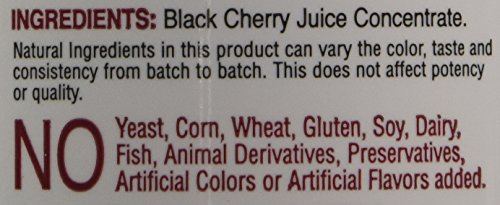 INGREDIENTS: Black Cherry Juice Concentrate.
Natural Ingredients in this product can vary the color, taste and
consistency from batch to batch. This does not affect potency
or quality.
NO Yeast, Corn, Wheat, Gluten, Soy, Dairy,
Fish, Animal Derivatives, Preservatives,
Artificial Colors or Artificial Flavors added.